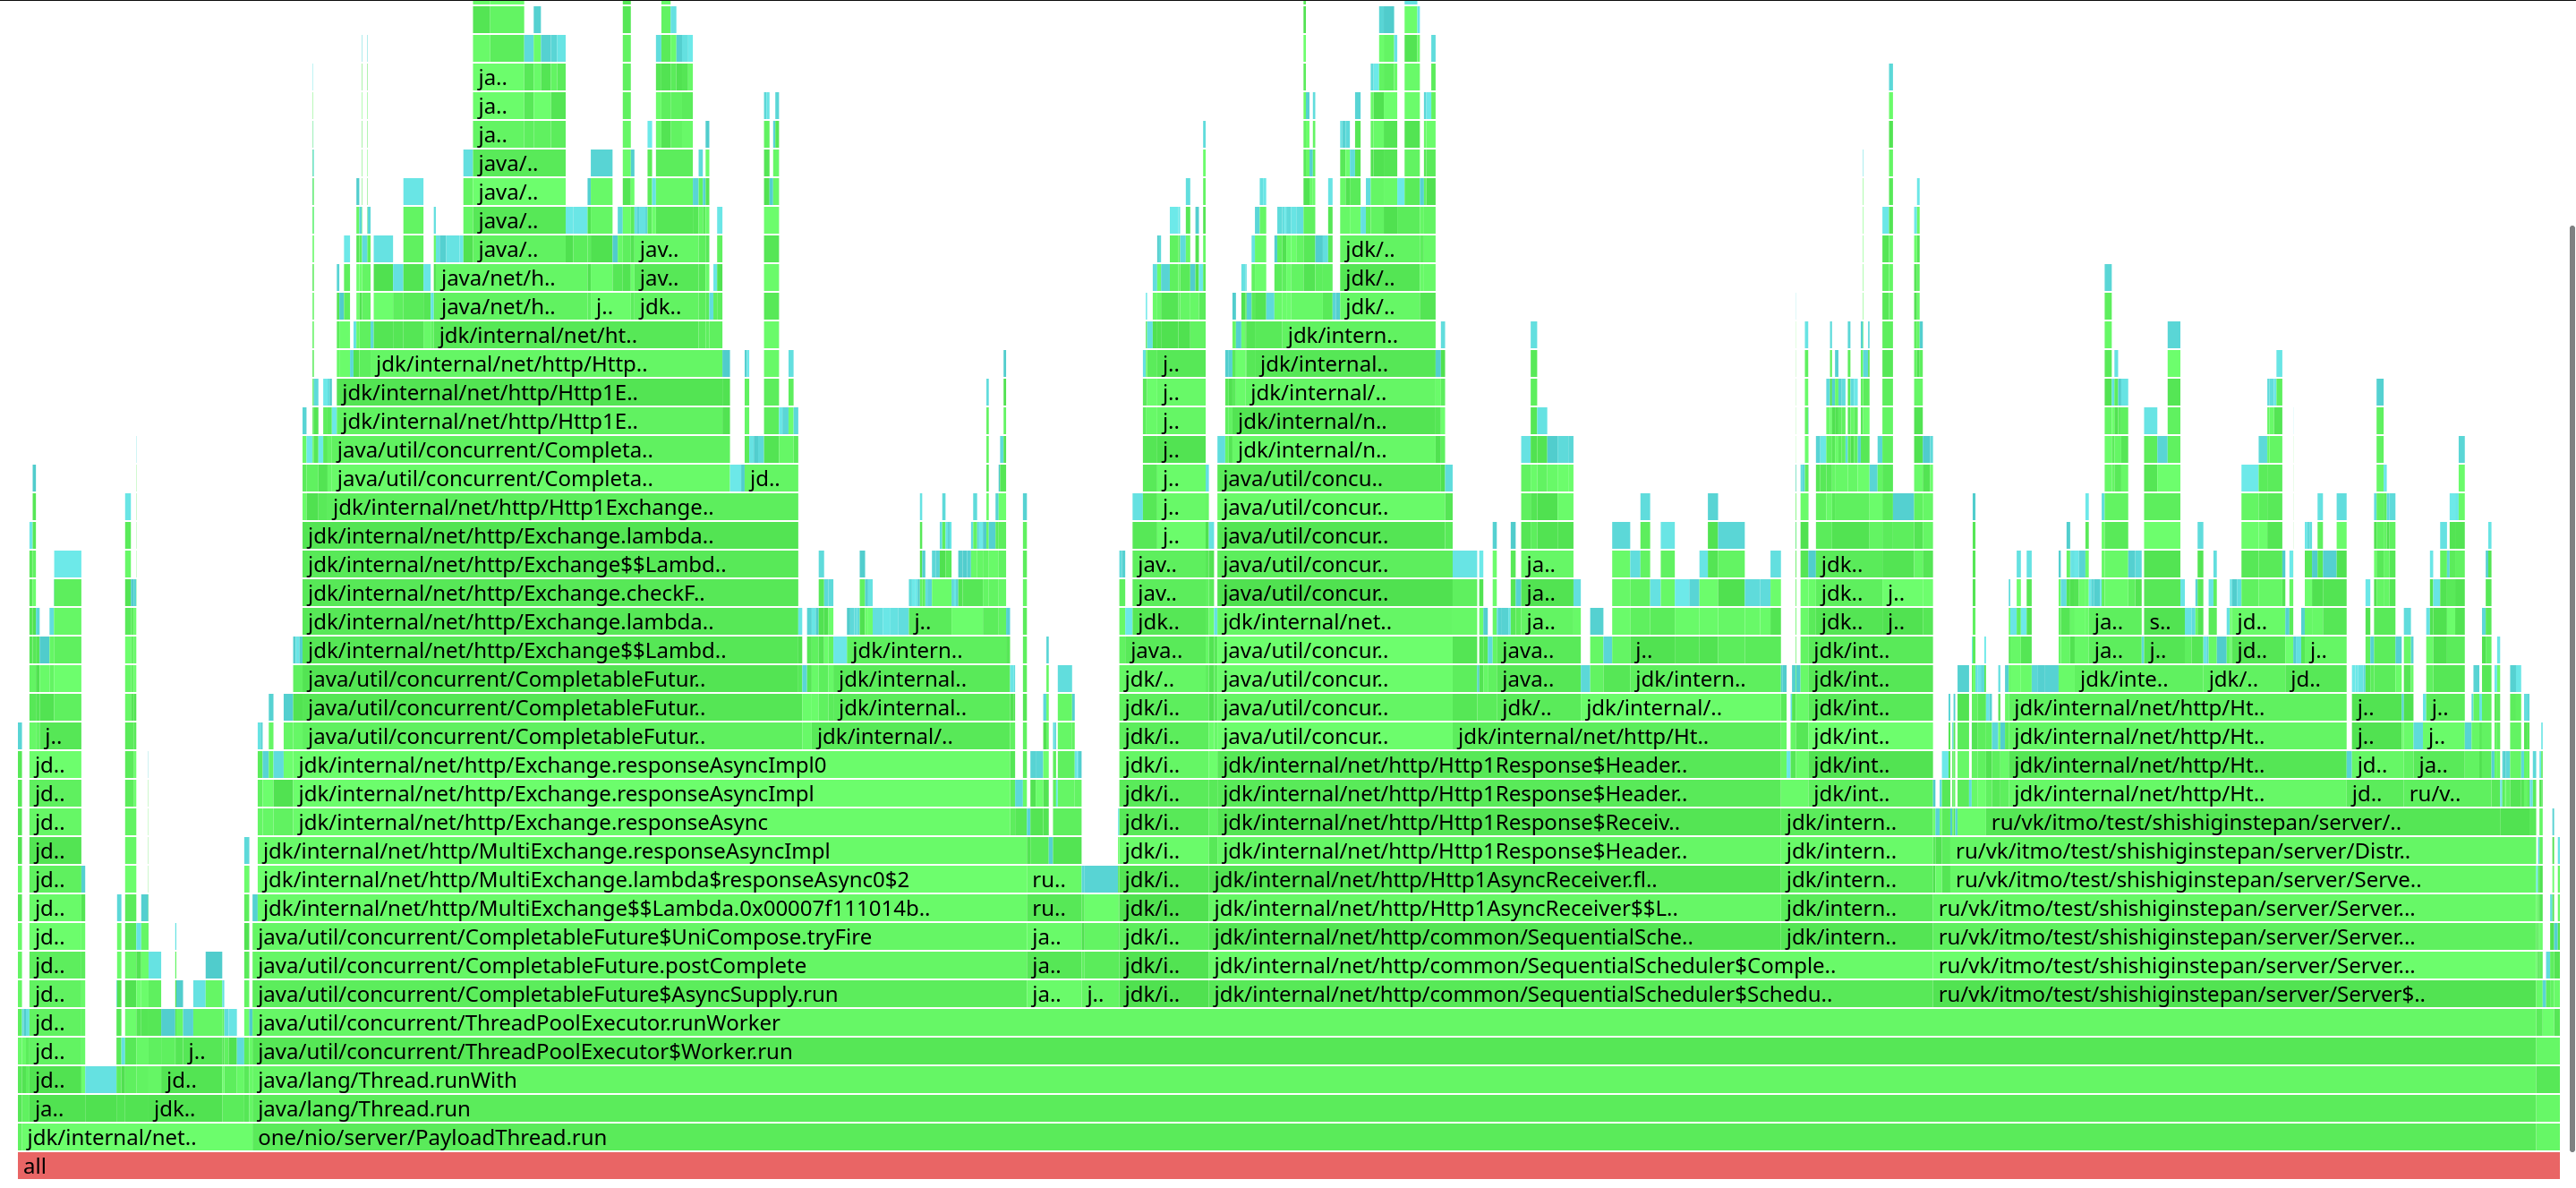 ja..
ja..
ja..
java/..
java/..
java/..
java/.. jav.. jdk/..
java/net/h.. jav.. jdk/..
java/net/h.. j.. jdk.. jdk/..
jdk/internal/net/ht.. jdk/intern..
jdk/internal/net/http/Http.. j.. jdk/internal..
jdk/internal/net/http/Http1E.. j.. jdk/internal/..
jdk/internal/net/http/Http1E.. j.. jdk/internal/n..
java/util/concurrent/Completa.. j.. jdk/internal/n..
java/util/concurrent/Completa.. jd.. j.. java/util/concu..
jdk/internal/net/http/Http1Exchange.. j.. java/util/concur..
jdk/internal/net/http/Exchange.lambda.. j.. java/util/concur..
jdk/internal/net/http/Exchange$$Lambd.. jav.. java/util/concur.. ja.. jdk..
jdk/internal/net/http/Exchange.checkF.. jav.. java/util/concur.. ja.. jdk.. j..
jdk/internal/net/http/Exchange.lambda.. j.. jdk.. jdk/internal/net.. ja.. jdk.. j.. ja.. s.. jd..
jdk/internal/net/http/Exchange$$Lambd.. jdk/intern.. java.. java/util/concur.. java.. j.. jdk/int.. ja.. j.. jd.. j..
java/util/concurrent/CompletableFutur.. jdk/internal.. jdk/.. java/util/concur.. java.. jdk/intern.. jdk/int.. jdk/inte.. jdk/.. jd..
java/util/concurrent/CompletableFutur.. jdk/internal.. jdk/i.. java/util/concur.. jdk/.. jdk/internal/.. jdk/int.. jdk/internal/net/http/Ht.. j.. j..
j.. java/util/concurrent/CompletableFutur.. jdk/internal/.. jdk/i.. java/util/concur.. jdk/internal/net/http/Ht.. jdk/int.. jdk/internal/net/http/Ht.. j.. j..
jd.. jdk/internal/net/http/Exchange.responseAsyncImpl0 jdk/i.. jdk/internal/net/http/Http1Response$Header.. jdk/int.. jdk/internal/net/http/Ht.. jd.. ja..
jd.. jdk/internal/net/http/Exchange.responseAsyncImpl jdk/i.. jdk/internal/net/http/Http1Response$Header.. jdk/int.. jdk/internal/net/http/Ht.. jd.. ru/v..
jd.. jdk/internal/net/http/Exchange.responseAsync jdk/i.. jdk/internal/net/http/Http1Response$Receiv.. jdk/intern.. ru/vk/itmo/test/shishiginstepan/server/..
jd.. jdk/internal/net/http/MultiExchange.responseAsyncImpl jdk/i.. jdk/internal/net/http/Http1Response$Header.. jdk/intern.. ru/vk/itmo/test/shishiginstepan/server/Distr..
jd.. jdk/internal/net/http/MultiExchange.lambda$responseAsync0$2 ru.. jdk/i.. jdk/internal/net/http/Http1AsyncReceiver.fl.. jdk/intern.. ru/vk/itmo/test/shishiginstepan/server/Serve..
jd.. jdk/internal/net/http/MultiExchange$$Lambda.0x00007f111014b.. ru.. jdk/i.. jdk/internal/net/http/Http1AsyncReceiver$$L.. jdk/intern.. ru/vk/itmo/test/shishiginstepan/server/Server...
jd.. java/util/concurrent/CompletableFuture$UniCompose.tryFire ja.. jdk/i.. jdk/internal/net/http/common/SequentialSche.. jdk/intern.. ru/vk/itmo/test/shishiginstepan/server/Server...
jd.. java/util/concurrent/CompletableFuture.postComplete ja.. jdk/i.. jdk/internal/net/http/common/SequentialScheduler$Comple.. ru/vk/itmo/test/shishiginstepan/server/Server...
jd.. java/util/concurrent/CompletableFuture$AsyncSupply.run ja.. j.. jdk/i.. jdk/internal/net/http/common/SequentialScheduler$Schedu.. ru/vk/itmo/test/shishiginstepan/server/Server$..
jd.. java/util/concurrent/ThreadPoolExecutor.runWorker
jd.. j.. java/util/concurrent/ThreadPoolExecutor$Worker.run
jd.. jd.. java/lang/Thread.runWith
ja.. jdk.. java/lang/Thread.run
jdk/internal/net.. one/nio/server/PayloadThread.run
all